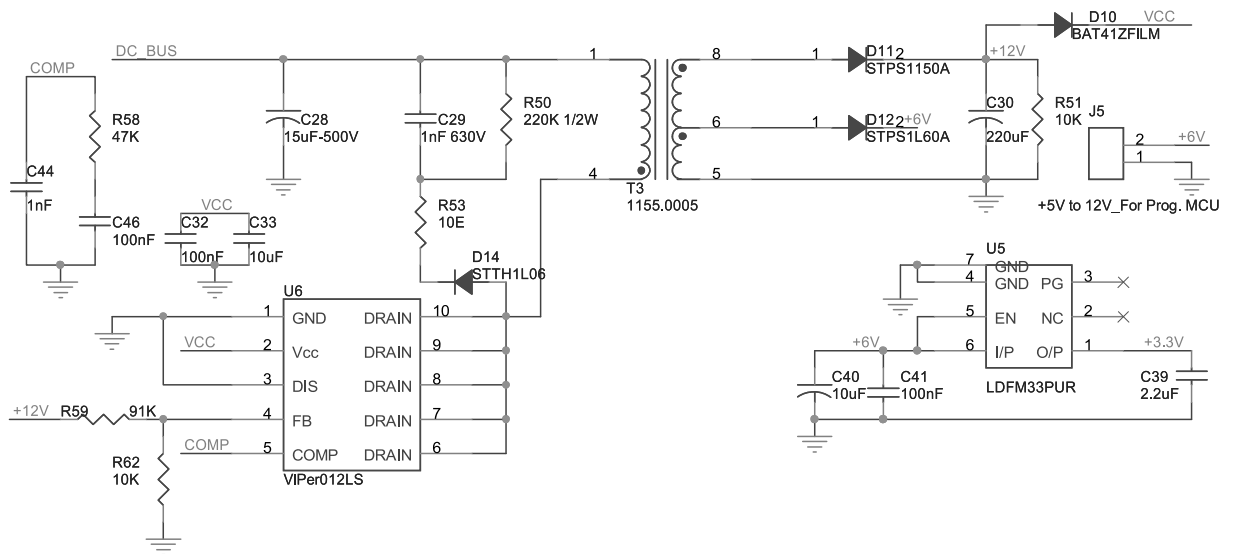 DC_BUS
COMP
R58
47K
C44
1nF
C46
100nF
VCC
C32
100nF
C33
10uF
C28
15uF-500V
C29
1nF 630V
R50
220K 1/2W
R53
10E
D14
STTH1L06
1
4
T3
1155.0005
8
6
5
1
D11
2
STPS1150A
1
D12
2
+6V
STPS1L60A
D10
VCC
BAT41ZFILM
+12V
C30
220uF
R51
10K
J5
2
1
+6V
+5V to 12V_For Prog. MCU
U6
1
GND
DRAIN
10
VCC
2
Vcc
DRAIN
9
3
DIS
DRAIN
8
+12V
R59
91K
4
FB
DRAIN
7
COMP
5
COMP
DRAIN
6
VIPer012LS
R62
10K
U5
7
GND
4
GND
PG
3
5
EN
NC
2
+6V
6
I/P
O/P
1
+3.3V
LDFM33PUR
C40
10uF
C41
100nF
C39
2.2uF